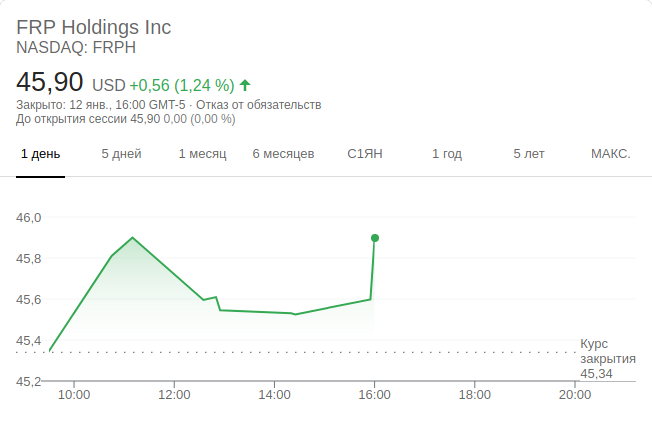 FRP Holdings Inc
NASDAQ: FRPH
45,90 USD +0,56 (1,24 %)
Закрыто: 12 янв., 16:00 GMT-5 · Отказ от обязательств
До открытия сессии 45,90 0,00 (0,00 %)
1 день 5 дней 1 месяц 6 месяцев С1ЯН 1 год 5 лет МАКС.
46,0
45,8
45,6
45,4
Курс
закрытия
45,34
45,2
10:00 12:00 14:00 16:00 18:00 20:00